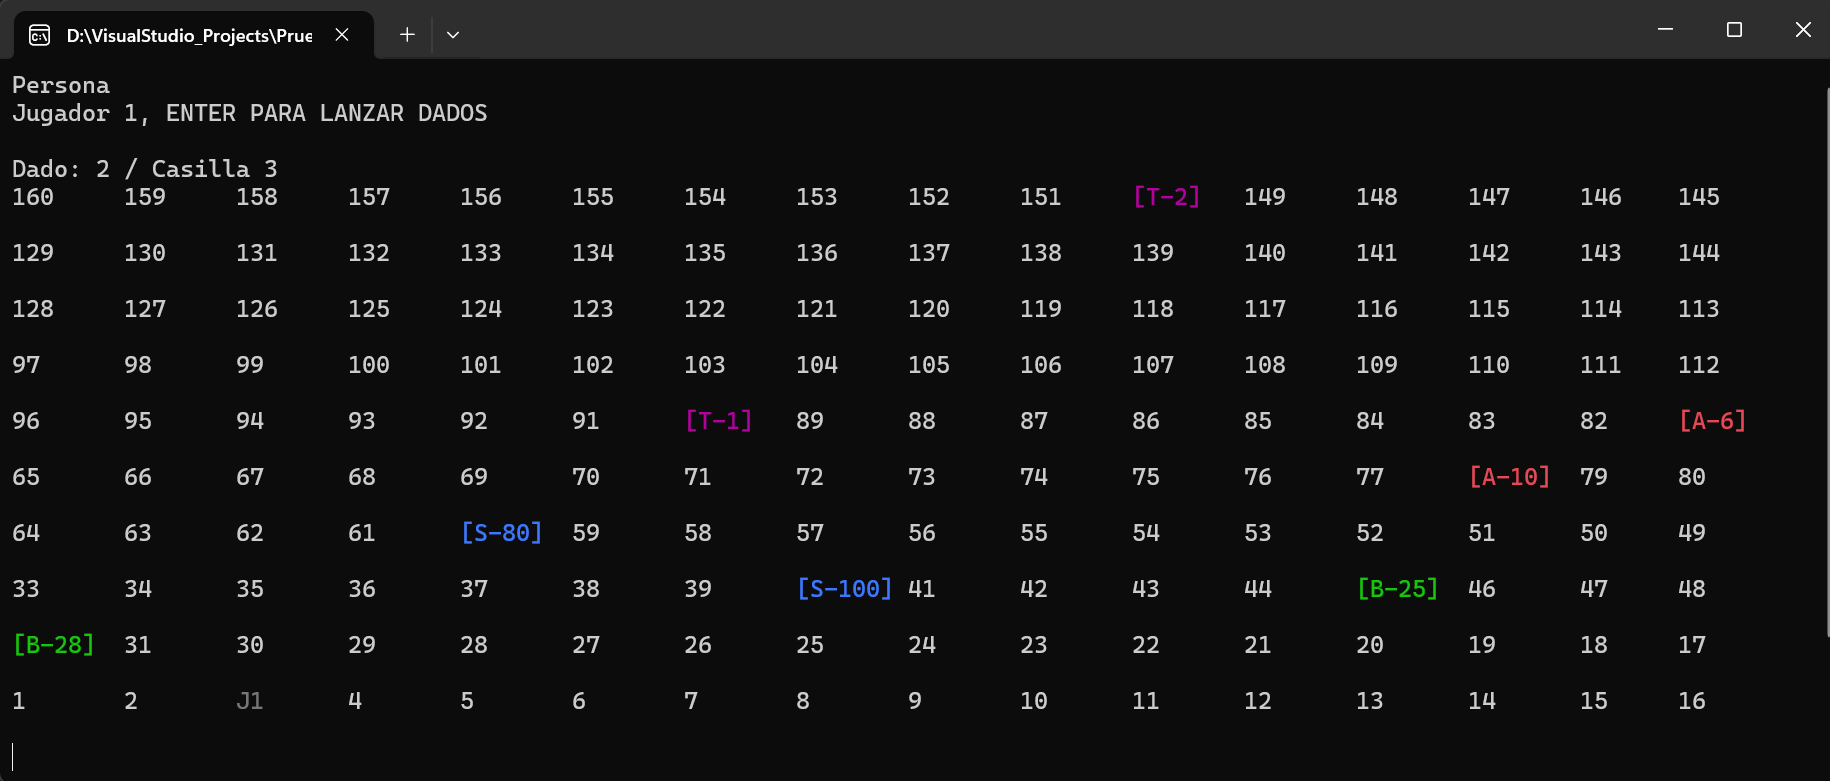 D:\VisualStudio_Projects\Prue
Persona
Jugador 1, ENTER PARA LANZAR DADOS
Dado: 2 / Casilla 3
160 159 158 157 156 155 154 153 152 151 [T-2] 149 148 147 146 145
129 130 131 132 133 134 135 136 137 138 139 140 141 142 143 144
128 127 126 125 124 123 122 121 120 119 118 117 116 115 114 113
97 98 99 100 101 102 103 104 105 106 107 108 109 110 111 112
96 95 94 93 92 91 [T-1] 89 88 87 86 85 84 83 82 [A-6]
65 66 67 68 69 70 71 72 73 74 75 76 77 [A-10] 79 80
64 63 62 61 [S-80] 59 58 57 56 55 54 53 52 51 50 49
33 34 35 36 37 38 39 [S-100] 41 42 43 44 [B-25] 46 47 48
[B-28] 31 30 29 28 27 26 25 24 23 22 21 20 19 18 17
1 2 J1 4 5 6 7 8 9 10 11 12 13 14 15 16